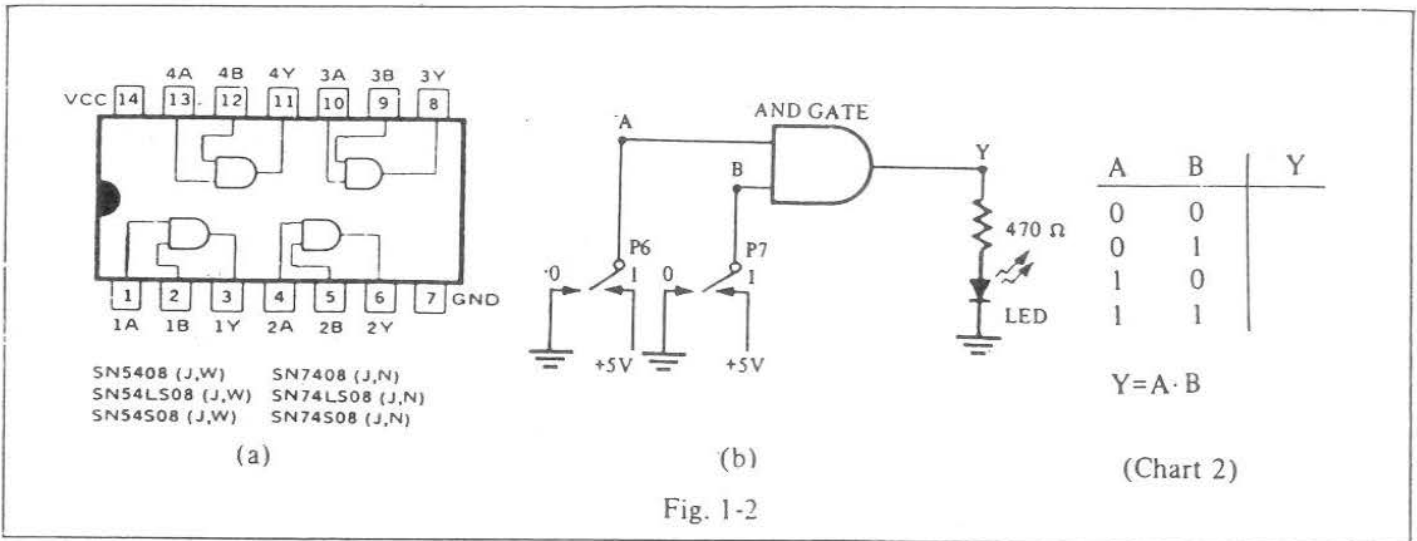 4A 4B 4Y 3A 3B 3Y
VCC 14 13 12 11 10 9 8
1 2 3 4 5 6 7 GND
1A 1B 1Y 2A 2B 2Y
SN5408 (J,W) SN7408 (J,N)
SN54LS08 (J,W) SN74LS08 (J,N)
SN54S08 (J,W) SN74S08 (J,N)
(a)
AND GATE
A
B
Y
P6
P7
0 1
0 1
+5V
+5V
470 Ω
LED
(b)
A B Y
0 0
0 1
1 0
1 1
Y=A·B
(Chart 2)
Fig. 1-2